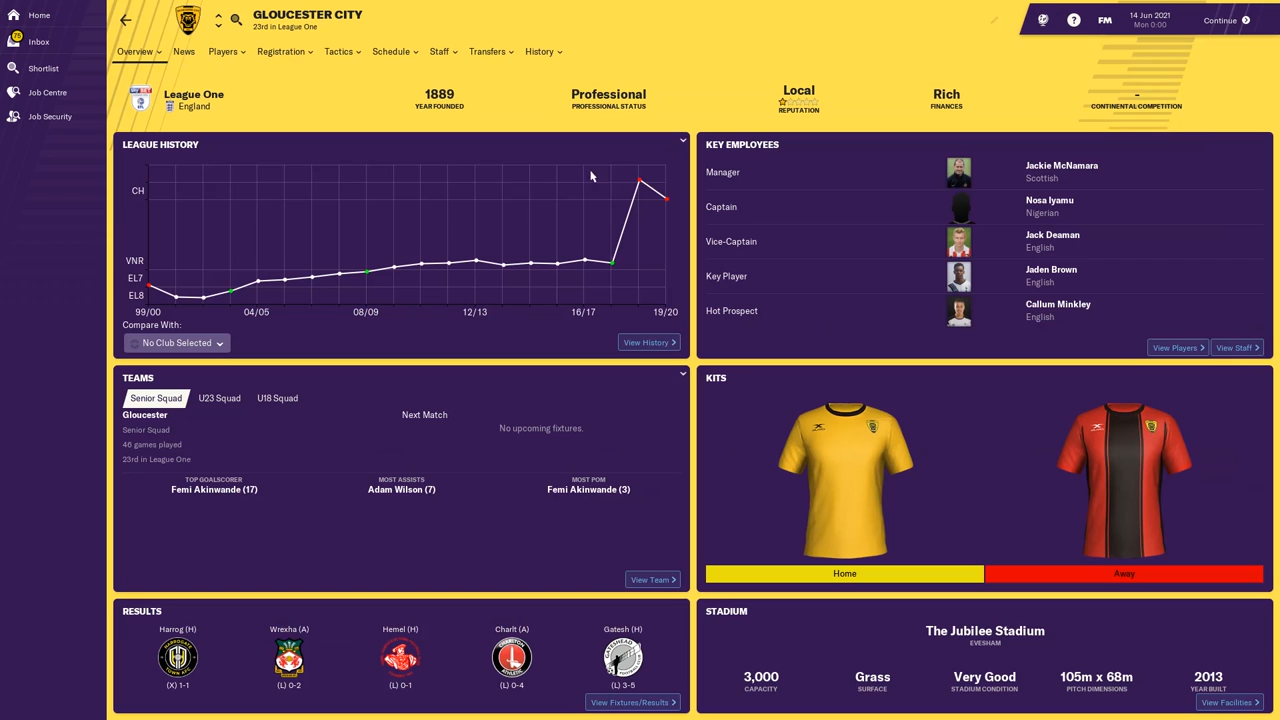 Home
75
Inbox
Shortlist
Job Centre
Job Security
GLOUCESTER CITY
23rd in League One
?
FM
14 Jun 2021
Mon 0:00
Continue
Overview
News
Players
Registration
Tactics
Schedule
Staff
Transfers
History
League One
England
1889
YEAR FOUNDED
Professional
PROFESSIONAL STATUS
Local
REPUTATION
Rich
FINANCES
-
CONTINENTAL COMPETITION
LEAGUE HISTORY
CH
VNR
EL7
EL8
99/00
04/05
08/09
12/13
16/17
19/20
Compare With:
No Club Selected
View History
KEY EMPLOYEES
Manager
Jackie McNamara
Scottish
Captain
Nosa Iyamu
Nigerian
Vice-Captain
Jack Deaman
English
Key Player
Jaden Brown
English
Hot Prospect
Callum Minkley
English
View Players
View Staff
TEAMS
Senior Squad
U23 Squad
U18 Squad
Gloucester
Senior Squad
46 games played
23rd in League One
Next Match
No upcoming fixtures.
TOP GOALSCORER
Femi Akinwande (17)
MOST ASSISTS
Adam Wilson (7)
MOST POM
Femi Akinwande (3)
View Team
KITS
Home
Away
RESULTS
Harrog (H)
(X) 1-1
Wrexha (A)
(L) 0-2
Hemel (H)
(L) 0-1
Charlt (A)
(L) 0-4
Gatesh (H)
(L) 3-5
View Fixtures/Results
STADIUM
The Jubilee Stadium
EVESHAM
3,000
CAPACITY
Grass
SURFACE
Very Good
STADIUM CONDITION
105m x 68m
PITCH DIMENSIONS
2013
YEAR BUILT
View Facilities